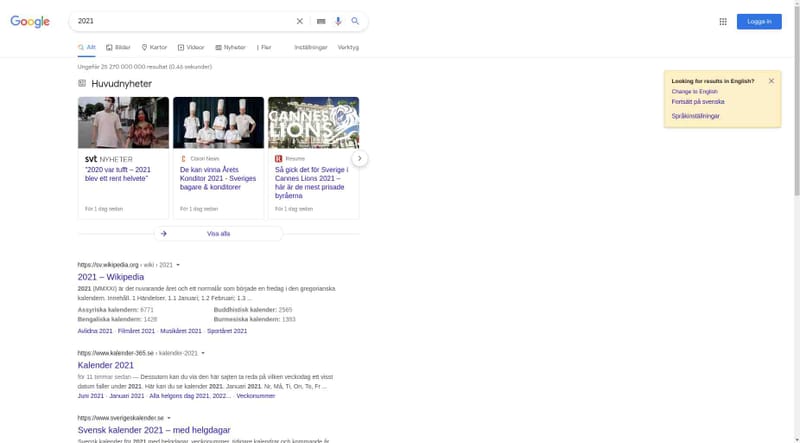 Google
2021
Logga in
Allt Bilder Kartor Videor Nyheter Fler Inställningar Verktyg
Ungefär 25 270 000 000 resultat (0,44 sekunder)
Looking for results in English?
Change to English
Fortsätt på svenska
Språkinställningar
Huvudnyheter
svt NYHETER
"2020 var tufft – 2021
blev ett rent helvete"
För 1 dag sedan
Cision News
De kan vinna Årets
Konditor 2021 - Sveriges
bagare & konditorer
För 1 dag sedan
CANNES
LIONS
Resume
Så gick det för Sverige i
Cannes Lions 2021 –
här är de mest prisade
byråerna
För 1 dag sedan
Visa alla
https://sv.wikipedia.org › wiki › 2021
2021 – Wikipedia
2021 (MMXXI) är det nuvarande året och ett normalår som började en fredag i den gregorianska
kalendern. Innehåll. 1 Händelser. 1.1 Januari; 1.2 Februari; 1.3 ...
Assyriska kalendern: 6771 Buddhistisk kalender: 2565
Bengaliska kalendern: 1428 Burmesiska kalendern: 1383
Avlidna 2021 · Filmåret 2021 · Musikåret 2021 · Sportåret 2021
https://www.kalender-365.se › kalender-2021
Kalender 2021
för 11 timmar sedan — Dessutom kan du via den här sajten ta reda på vilken veckodag ett visst
datum faller under 2021. Här kan du se kalender 2021. Januari 2021. Nr, Må, Ti, On, To, Fr ...
Juni 2021 · Januari 2021 · Alla helgons dag 2021, 2022... · Veckonummer
https://www.sverigeskalender.se
Svensk kalender 2021 – med helgdagar
Svensk kalender för 2021 med helgdagar, veckonummer, tidigare kalendrar och kommande år.